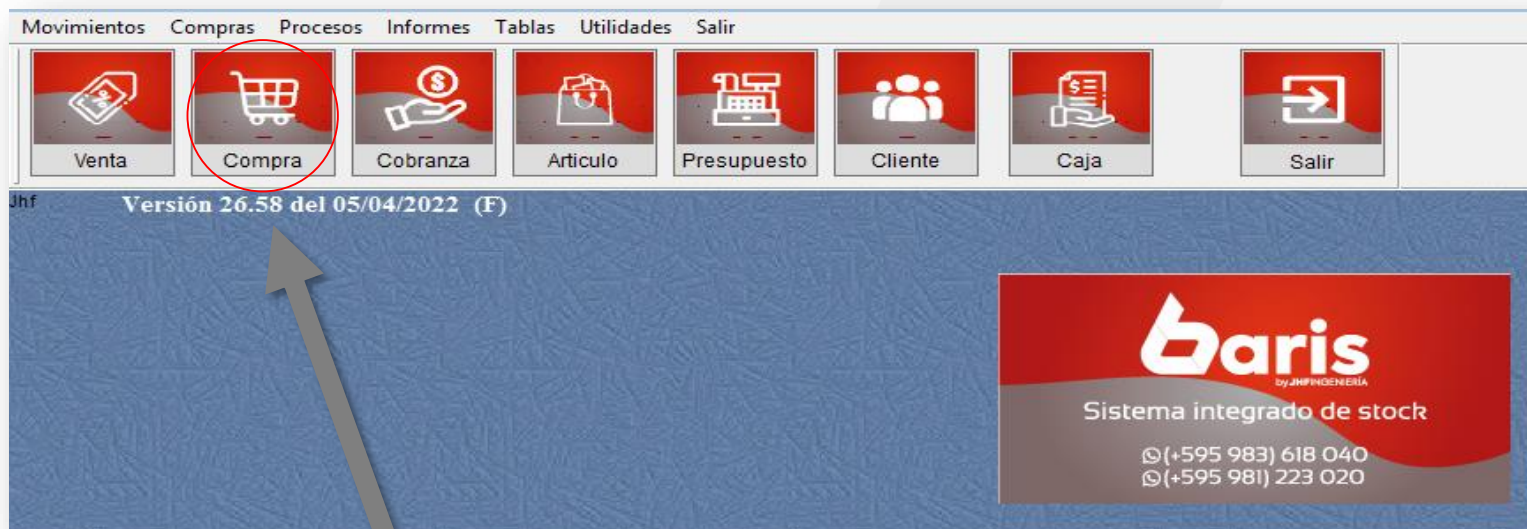 Movimientos Compras Procesos Informes Tablas Utilidades Salir
Venta Compra Cobranza Articulo Presupuesto Cliente Caja Salir
Jhf Versión 26.58 del 05/04/2022 (F)
baris
by JHF INGENIERÍA
Sistema integrado de stock
(+595 983) 618 040
(+595 981) 223 020